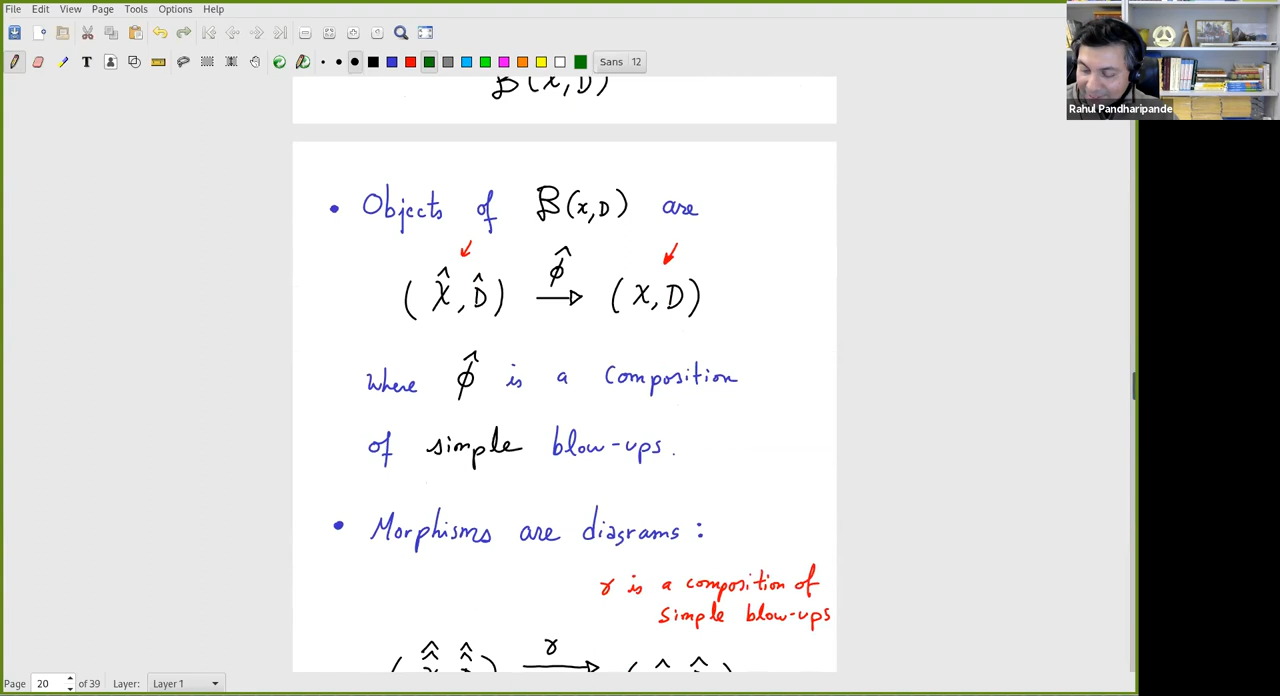 File Edit View Page Tools Options Help
Sans 12
B(X, D)
• Objects of B(X, D) are
(X̂, D̂) —ϕ̂→ (X, D)
where ϕ̂ is a composition
of simple blow-ups.
• Morphisms are diagrams:
γ is a composition of
simple blow-ups
γ
Rahul Pandharipande
Page 20 of 39 Layer: Layer 1